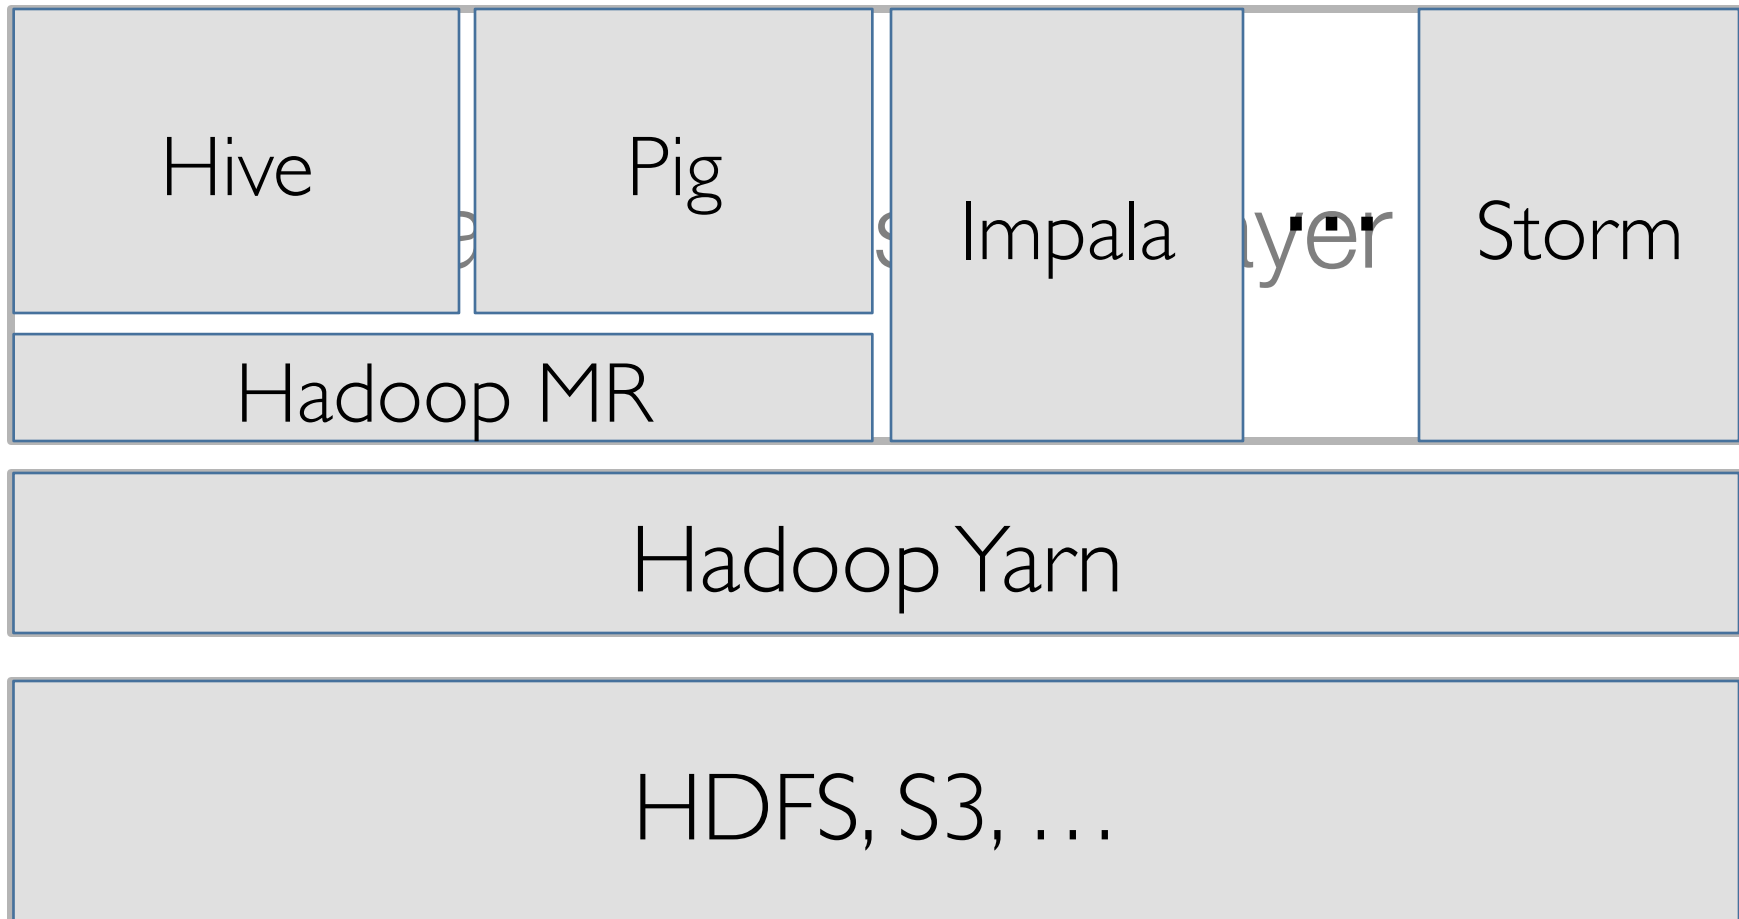 Hive
Pig
Impala
...
Storm
Hadoop MR
Hadoop Yarn
HDFS, S3, …